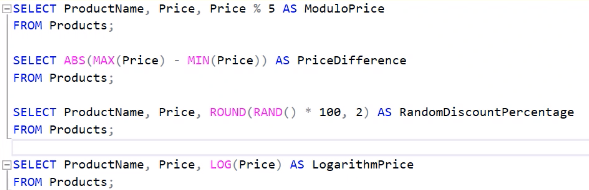 SELECT ProductName, Price, Price % 5 AS ModuloPrice
FROM Products;
SELECT ABS(MAX(Price) - MIN(Price)) AS PriceDifference
FROM Products;
SELECT ProductName, Price, ROUND(RAND() * 100, 2) AS RandomDiscountPercentage
FROM Products;
SELECT ProductName, Price, LOG(Price) AS LogarithmPrice
FROM Products;